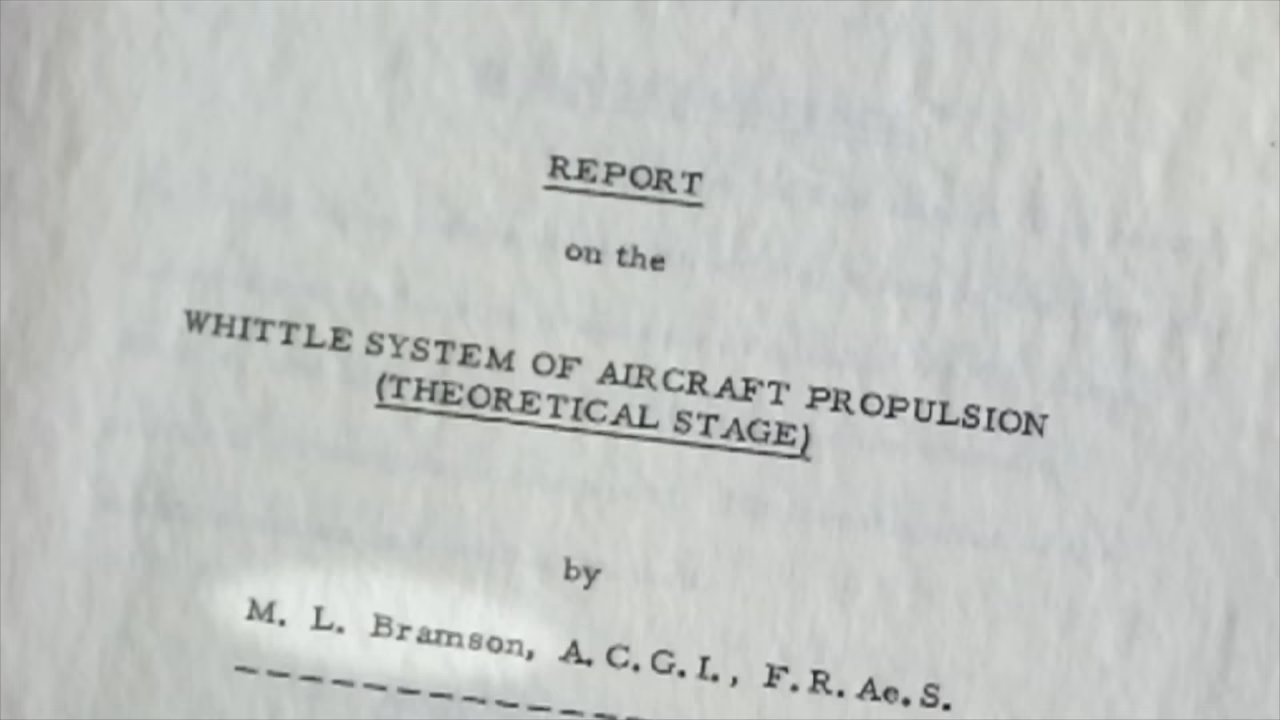 REPORT
on the
WHITTLE SYSTEM OF AIRCRAFT PROPULSION
(THEORETICAL STAGE)
by
M. L. Bramson, A.C.G.I., F.R.Ae.S.